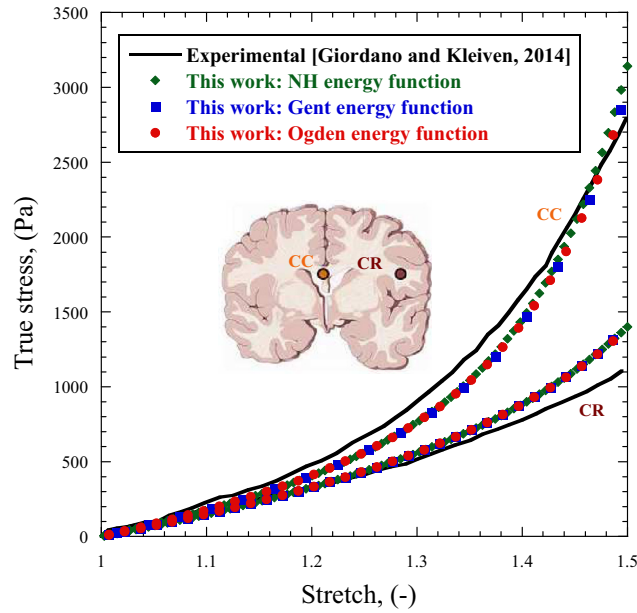 3500
3000
2500
2000
1500
1000
500
0
True stress, (Pa)
Experimental [Giordano and Kleiven, 2014]
This work: NH energy function
This work: Gent energy function
This work: Ogden energy function
CC
CC
CR
CR
1
1.1
1.2
1.3
1.4
1.5
Stretch, (-)